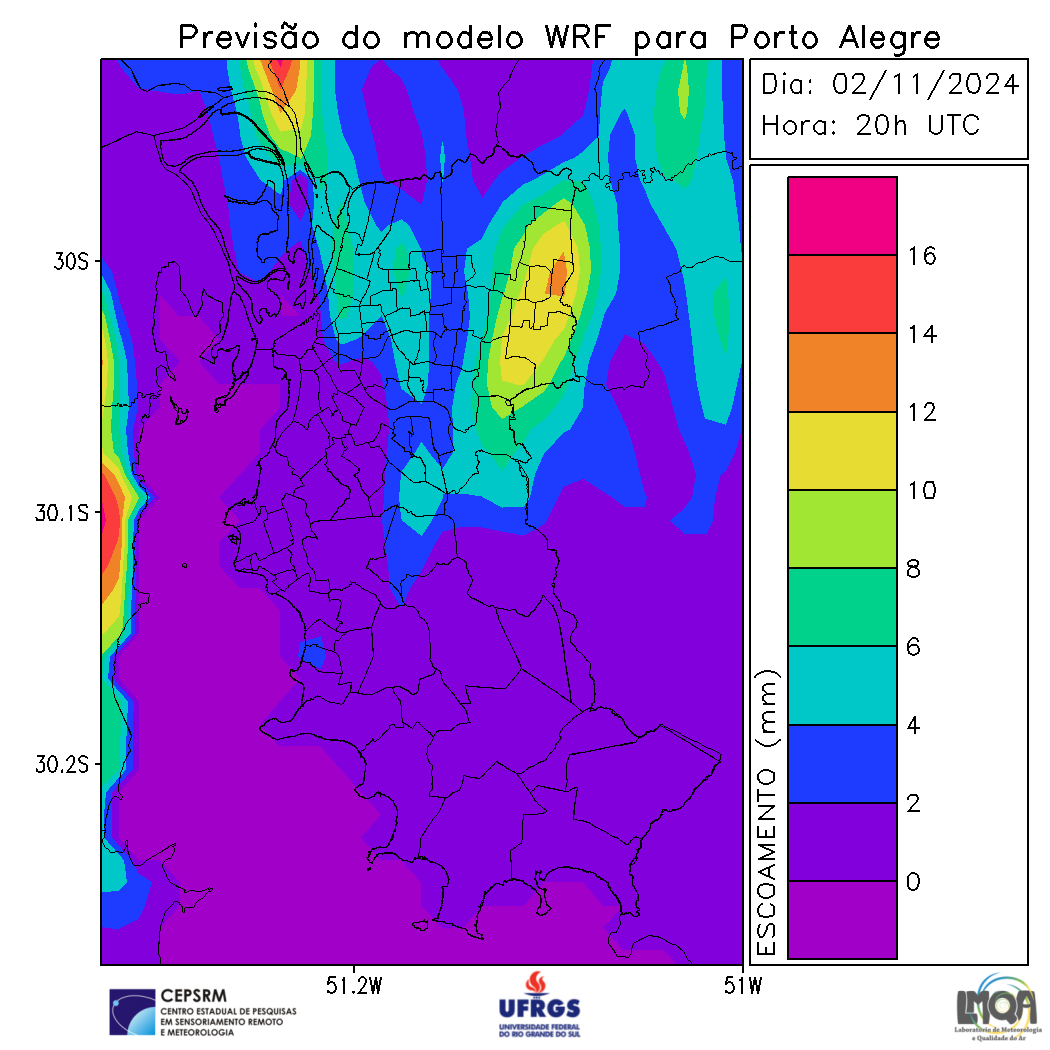 Previsão do modelo WRF para Porto Alegre
Dia: 02/11/2024
Hora: 20h UTC
30S
30.1S
30.2S
51.2W
51W
16
14
12
10
8
6
4
2
0
ESCOAMENTO (mm)
CEPSRM
CENTRO ESTADUAL DE PESQUISAS
EM SENSORIAMENTO REMOTO
E METEOROLOGIA
UFRGS
UNIVERSIDADE FEDERAL
DO RIO GRANDE DO SUL
LMQA
Laboratório de Meteorologia
e Qualidade do Ar